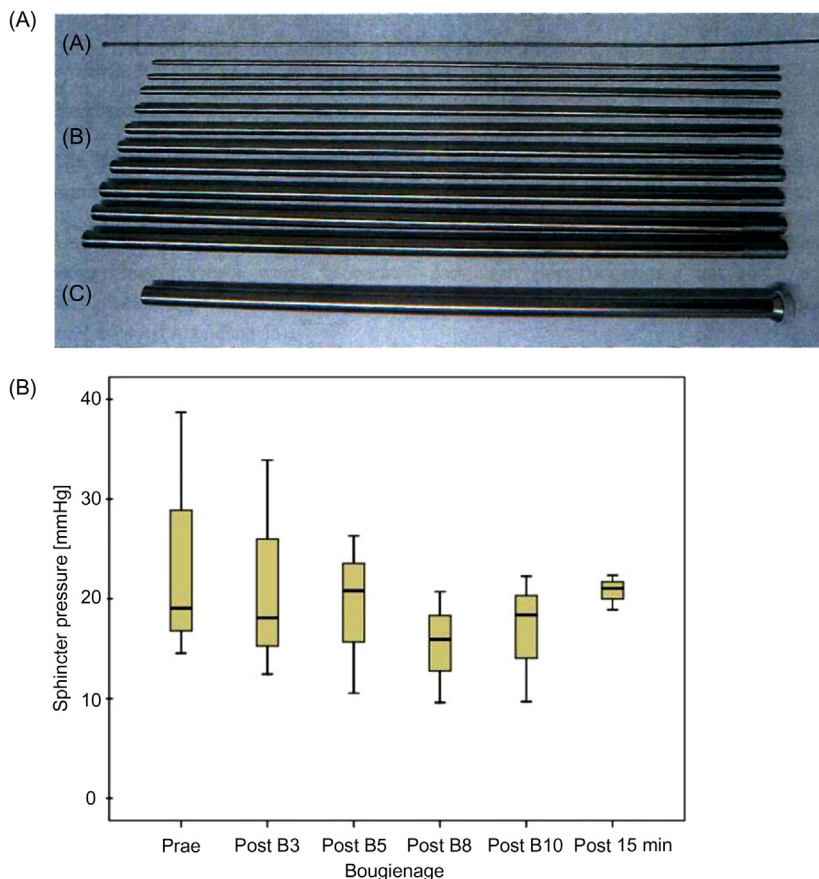 (A)
(A)
(B)
(C)
(B)
40
30
20
10
0
Sphincter pressure [mmHg]
Prae Post B3 Post B5 Post B8 Post B10 Post 15 min
Bougienage